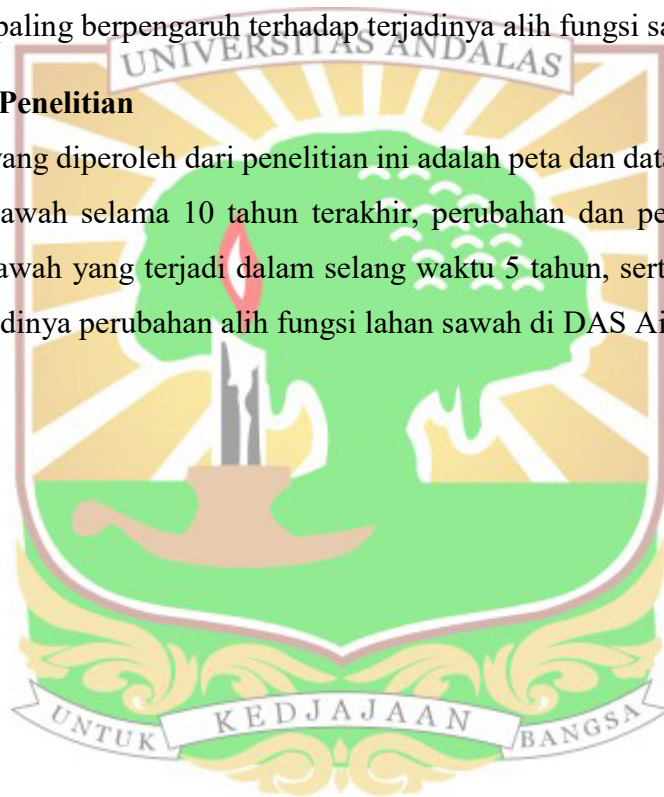 paling berpengaruh terhadap terjadinya alih fungsi sa
UNIVERSITAS ANDALAS
Penelitian
yang diperoleh dari penelitian ini adalah peta dan data
awah selama 10 tahun terakhir, perubahan dan pe
awah yang terjadi dalam selang waktu 5 tahun, sert
dinya perubahan alih fungsi lahan sawah di DAS Ai
UNTUK KEDJAJAAN BANGSA